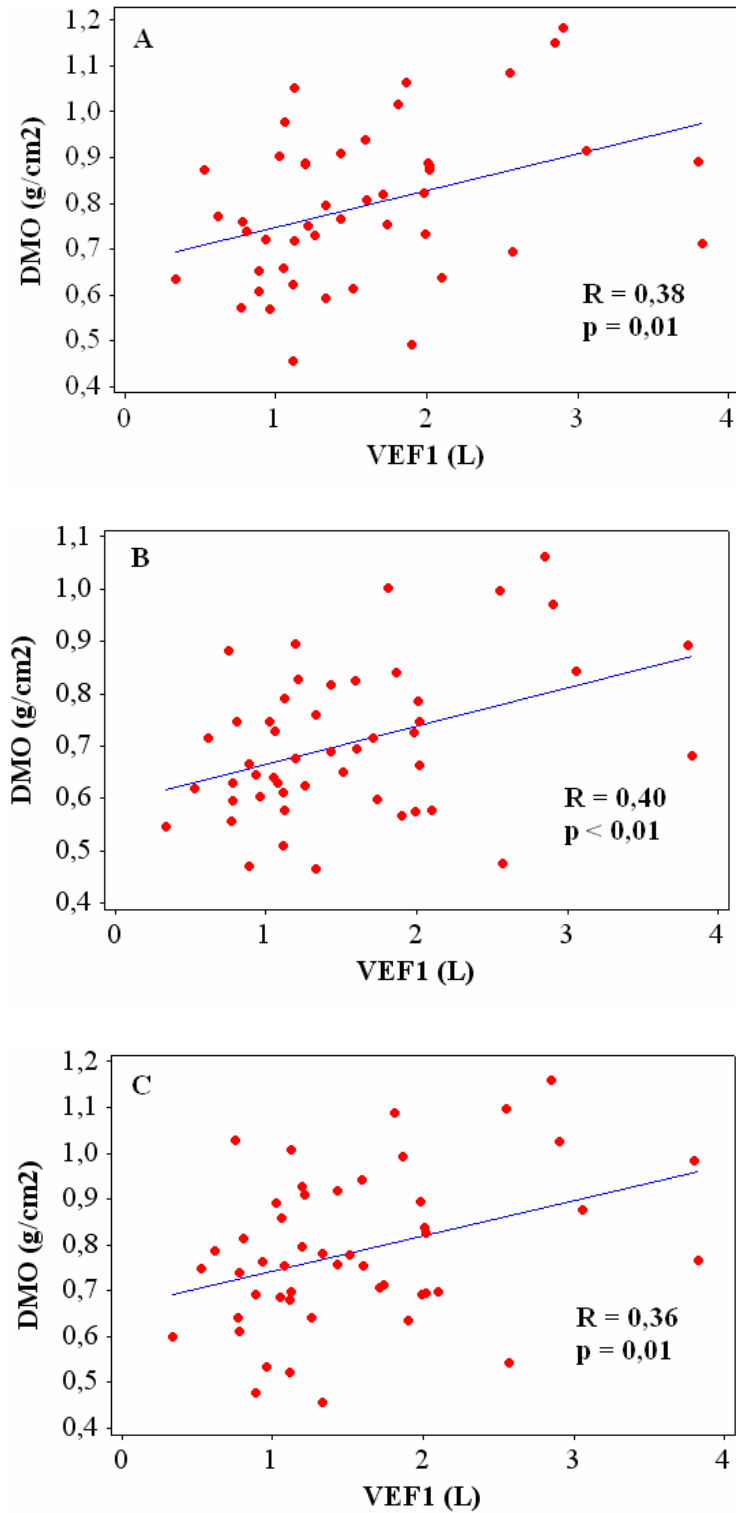 A
1,2
1,1
1,0
0,9
0,8
0,7
0,6
0,5
0,4
DMO (g/cm2)
R = 0,38
p = 0,01
0 1 2 3 4
VEF1 (L)
B
1,1
1,0
0,9
0,8
0,7
0,6
0,5
0,4
DMO (g/cm2)
R = 0,40
p < 0,01
0 1 2 3 4
VEF1 (L)
C
1,2
1,1
1,0
0,9
0,8
0,7
0,6
0,5
0,4
DMO (g/cm2)
R = 0,36
p = 0,01
0 1 2 3 4
VEF1 (L)